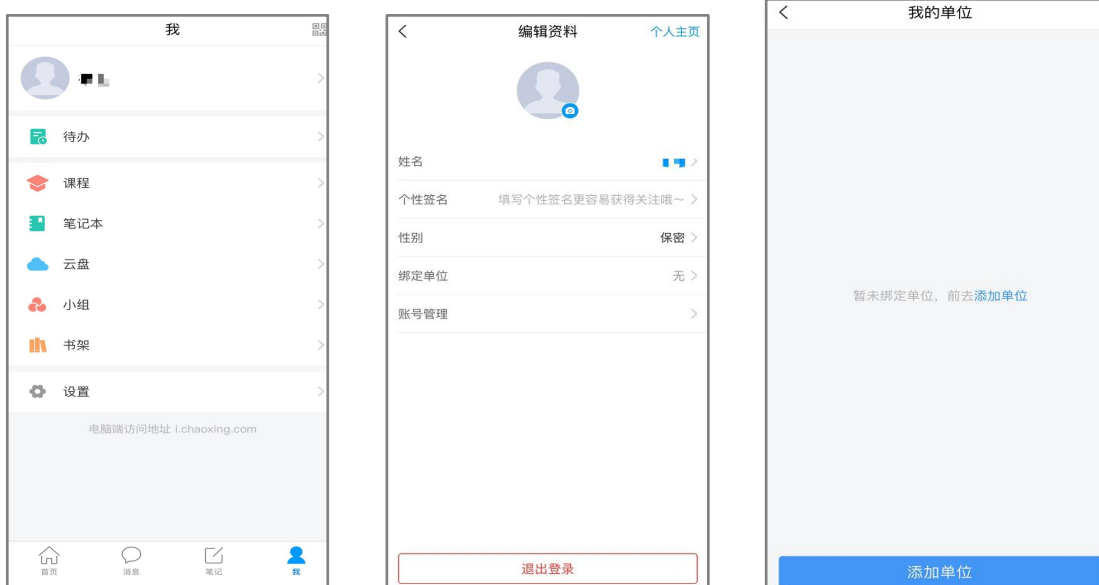 我
待办
课程
笔记本
云盘
小组
书架
设置
电脑端访问地址 i.chaoxing.com
首页 消息 笔记 我
编辑资料 个人主页
姓名
个性签名 填写个性签名更容易获得关注哦～
性别 保密
绑定单位 无
账号管理
退出登录
我的单位
暂未绑定单位，前去添加单位
添加单位